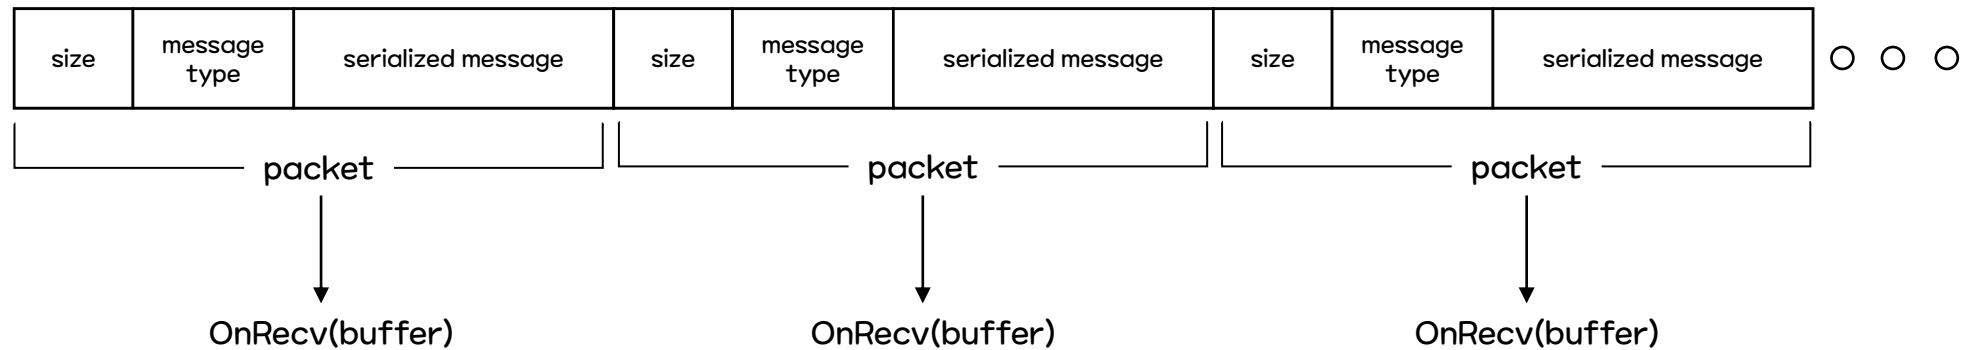 size
message
type
serialized message
size
message
type
serialized message
size
message
type
serialized message
packet
packet
packet
OnRecv(buffer)
OnRecv(buffer)
OnRecv(buffer)